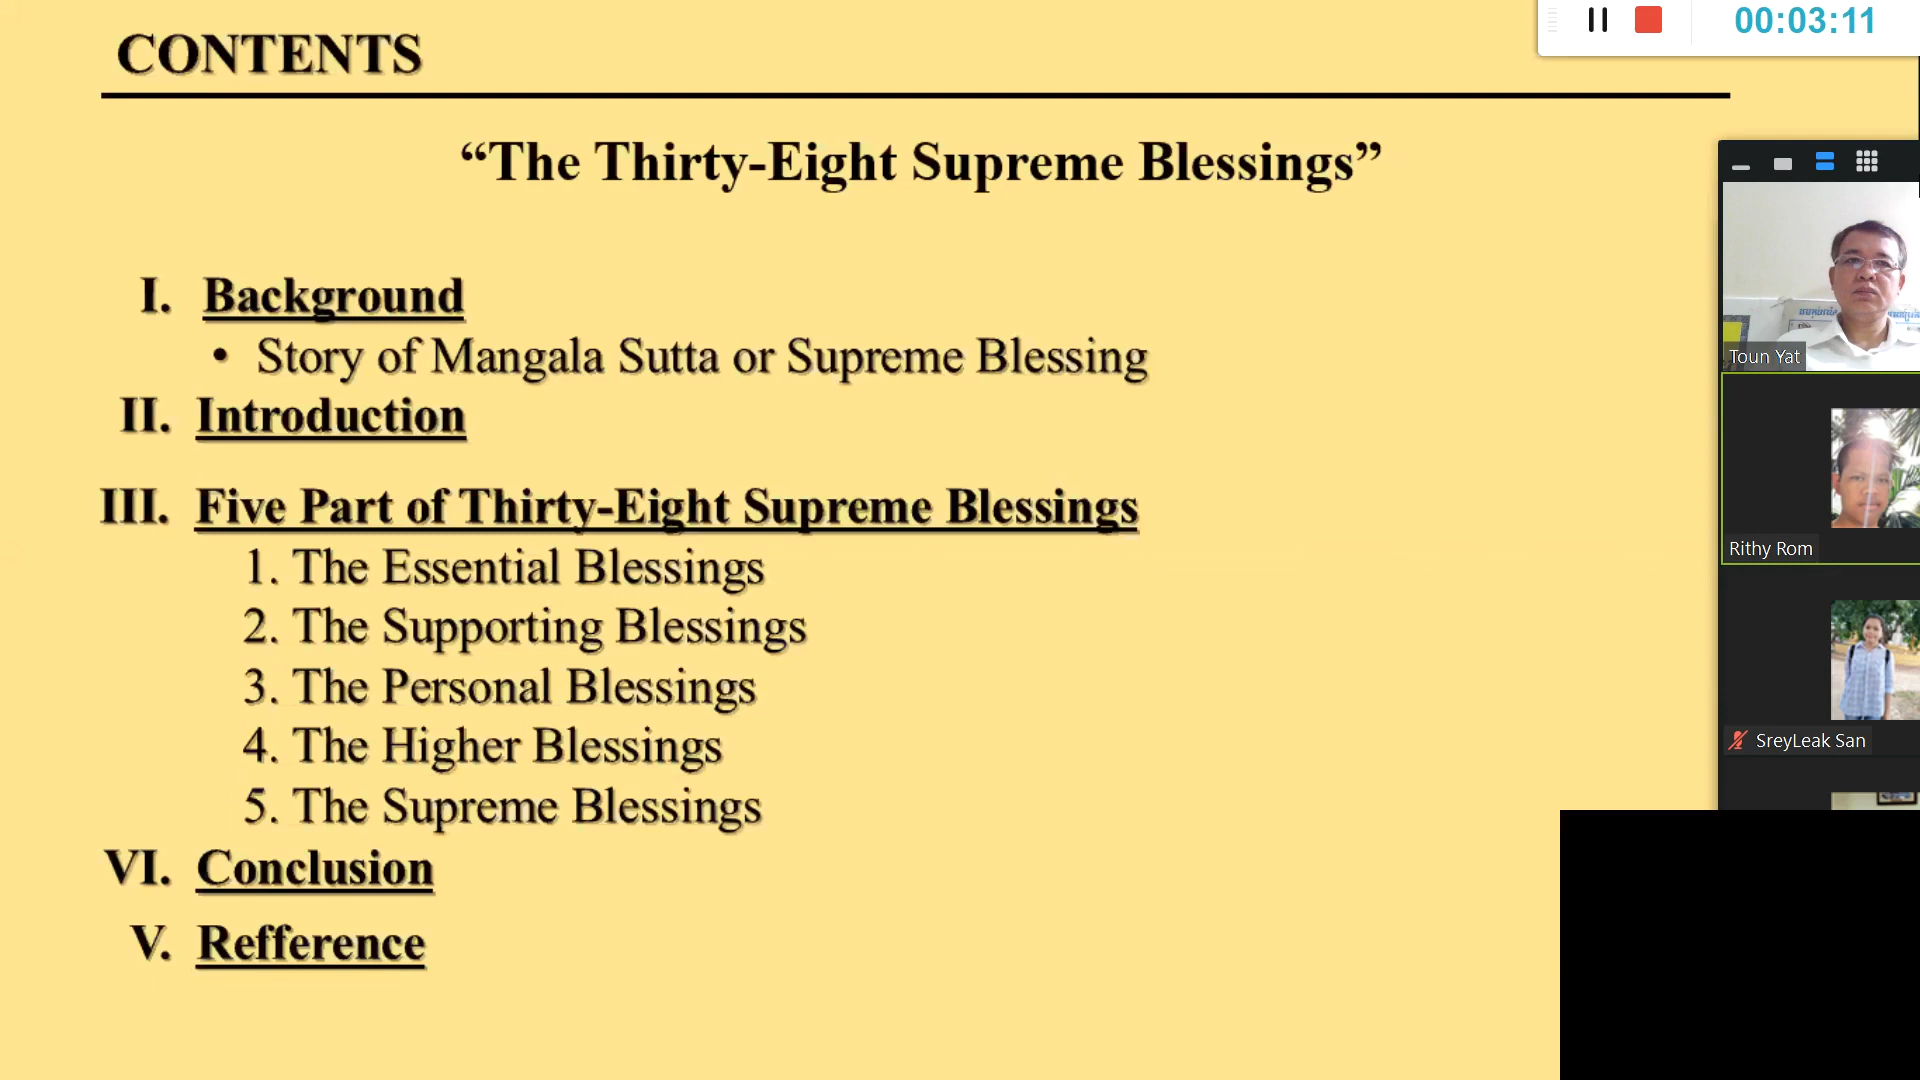 00:03:11
CONTENTS
“The Thirty-Eight Supreme Blessings”
I. Background
• Story of Mangala Sutta or Supreme Blessing
II. Introduction
III. Five Part of Thirty-Eight Supreme Blessings
1. The Essential Blessings
2. The Supporting Blessings
3. The Personal Blessings
4. The Higher Blessings
5. The Supreme Blessings
VI. Conclusion
V. Refference
Toun Yat
Rithy Rom
SreyLeak San